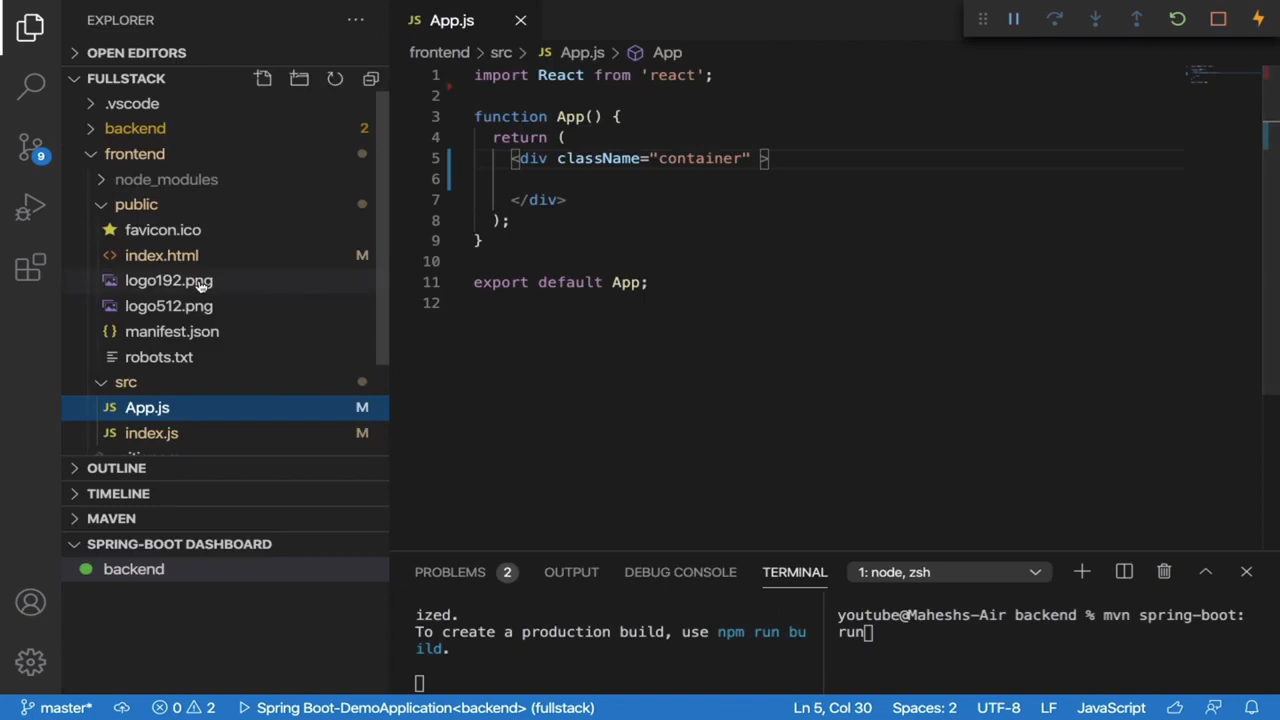 EXPLORER
OPEN EDITORS
FULLSTACK
.vscode
backend 2
frontend
node_modules
public
favicon.ico
index.html M
logo192.png
logo512.png
manifest.json
robots.txt
src
JS App.js M
JS index.js M
OUTLINE
TIMELINE
MAVEN
SPRING-BOOT DASHBOARD
backend
9
JS App.js
frontend > src > JS App.js > App
1 import React from 'react';
2
3 function App() {
4 return (
5 <div className="container" >
6
7 </div>
8 );
9 }
10
11 export default App;
12
PROBLEMS 2 OUTPUT DEBUG CONSOLE TERMINAL 1: node, zsh
ized.
To create a production build, use npm run bu
ild.
youtube@Maheshs-Air backend % mvn spring-boot:
run
master* 0 2 Spring Boot-DemoApplication<backend> (fullstack) Ln 5, Col 30 Spaces: 2 UTF-8 LF JavaScript